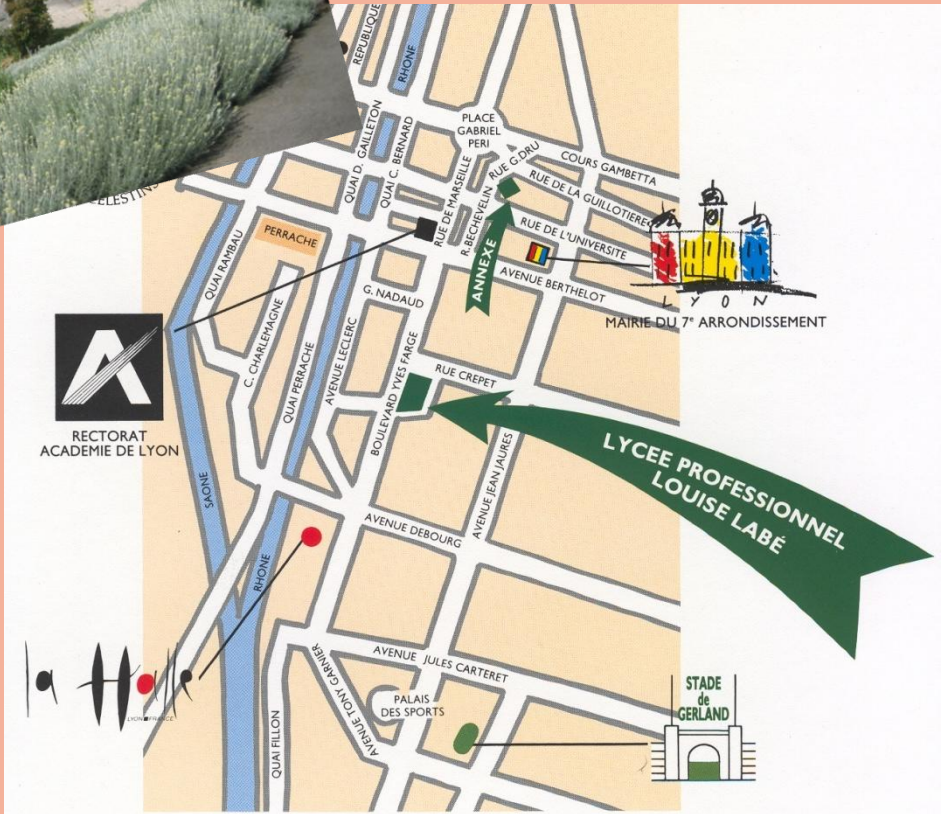 REPUBLIQUE
RHONE
CELESTINS
QUAI D. GAILLETON
QUAI C. BERNARD
PLACE
GABRIEL
PERI
RUE G.DRU
COURS GAMBETTA
RUE DE LA GUILLOTIERE
RUE DE MARSEILLE
R. BECHEVELIN
RUE DE L'UNIVERSITE
AVENUE BERTHELOT
ANNEXE
PERRACHE
QUAI RAMBAU
G. NADAUD
LYON
MAIRIE DU 7e ARRONDISSEMENT
C. CHARLEMAGNE
QUAI PERRACHE
AVENUE LECLERC
BOULEVARD YVES FARGE
RUE CREPET
A
RECTORAT
ACADEMIE DE LYON
LYCEE PROFESSIONNEL
LOUISE LABÉ
AVENUE JEAN JAURES
SAONE
AVENUE DEBOURG
RHONE
la Halle
LYON FRANCE
AVENUE JULES CARTERET
AVENUE TONY GARNIER
PALAIS
DES SPORTS
QUAI FILLON
STADE
de
GERLAND